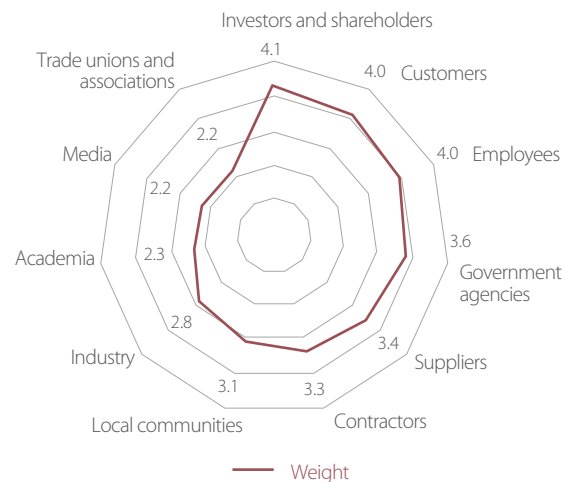 Investors and shareholders
4.1
Trade unions and
associations
4.0
Customers
2.2
Media
4.0
Employees
2.2
Academia
2.3
3.6
Government
agencies
2.8
Industry
3.4
Suppliers
3.1
3.3
Local communities
Contractors
Weight